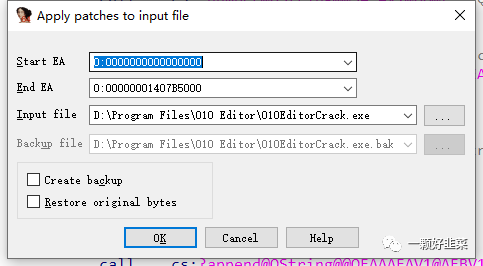 Apply patches to input file
Start EA 0:0000000000000000
End EA 0:00000001407B5000
Input file D:\Program Files\010 Editor\010EditorCrack.exe ...
Backup file D:\Program Files\010 Editor\010EditorCrack.exe.bak ...
Create backup
Restore original bytes
OK Cancel Help
一颗好韭菜
call cs:?append@QString@@QEAAAEAV1@AEBV1